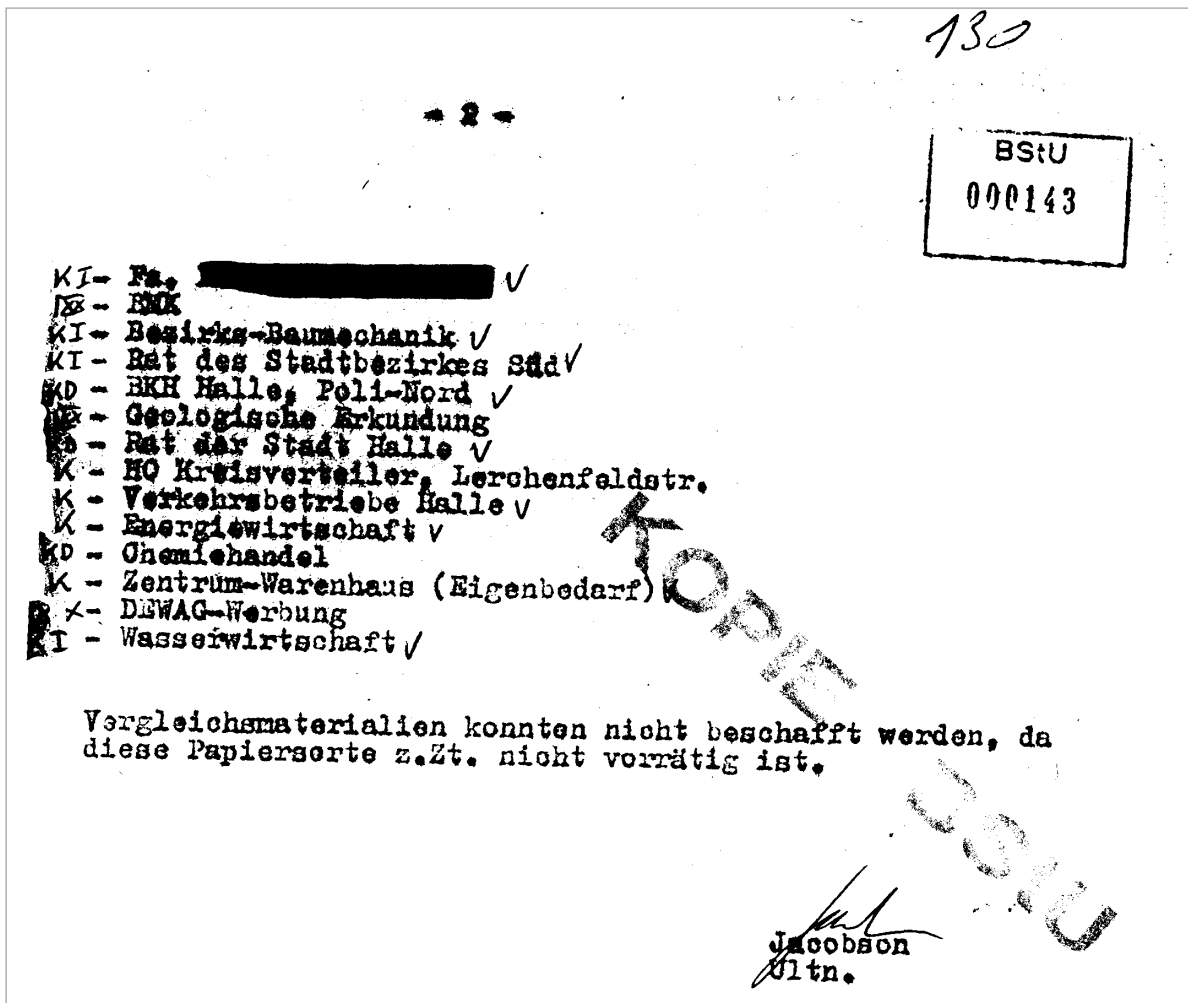 130
- 2 -
BStU
000143
KI- Fa. ✓
- BMK
KI- Bezirks-Baumechanik ✓
KI- Rat des Stadtbezirkes Süd ✓
KD - BKH Halle, Poli-Nord ✓
- Geologische Erkundung
- Rat der Stadt Halle ✓
K - HO Kreisverteiler, Lerchenfeldstr.
K - Verkehrsbetriebe Halle ✓
K - Energiewirtschaft ✓
KD - Chemiehandel
K - Zentrum-Warenhaus (Eigenbedarf) ✓
X- DEWAG-Werbung
KI - Wasserwirtschaft ✓
KOPIE BStU
Vergleichsmaterialien konnten nicht beschafft werden, da
diese Papiersorte z.Zt. nicht vorrätig ist.
Jacobson
Ultn.